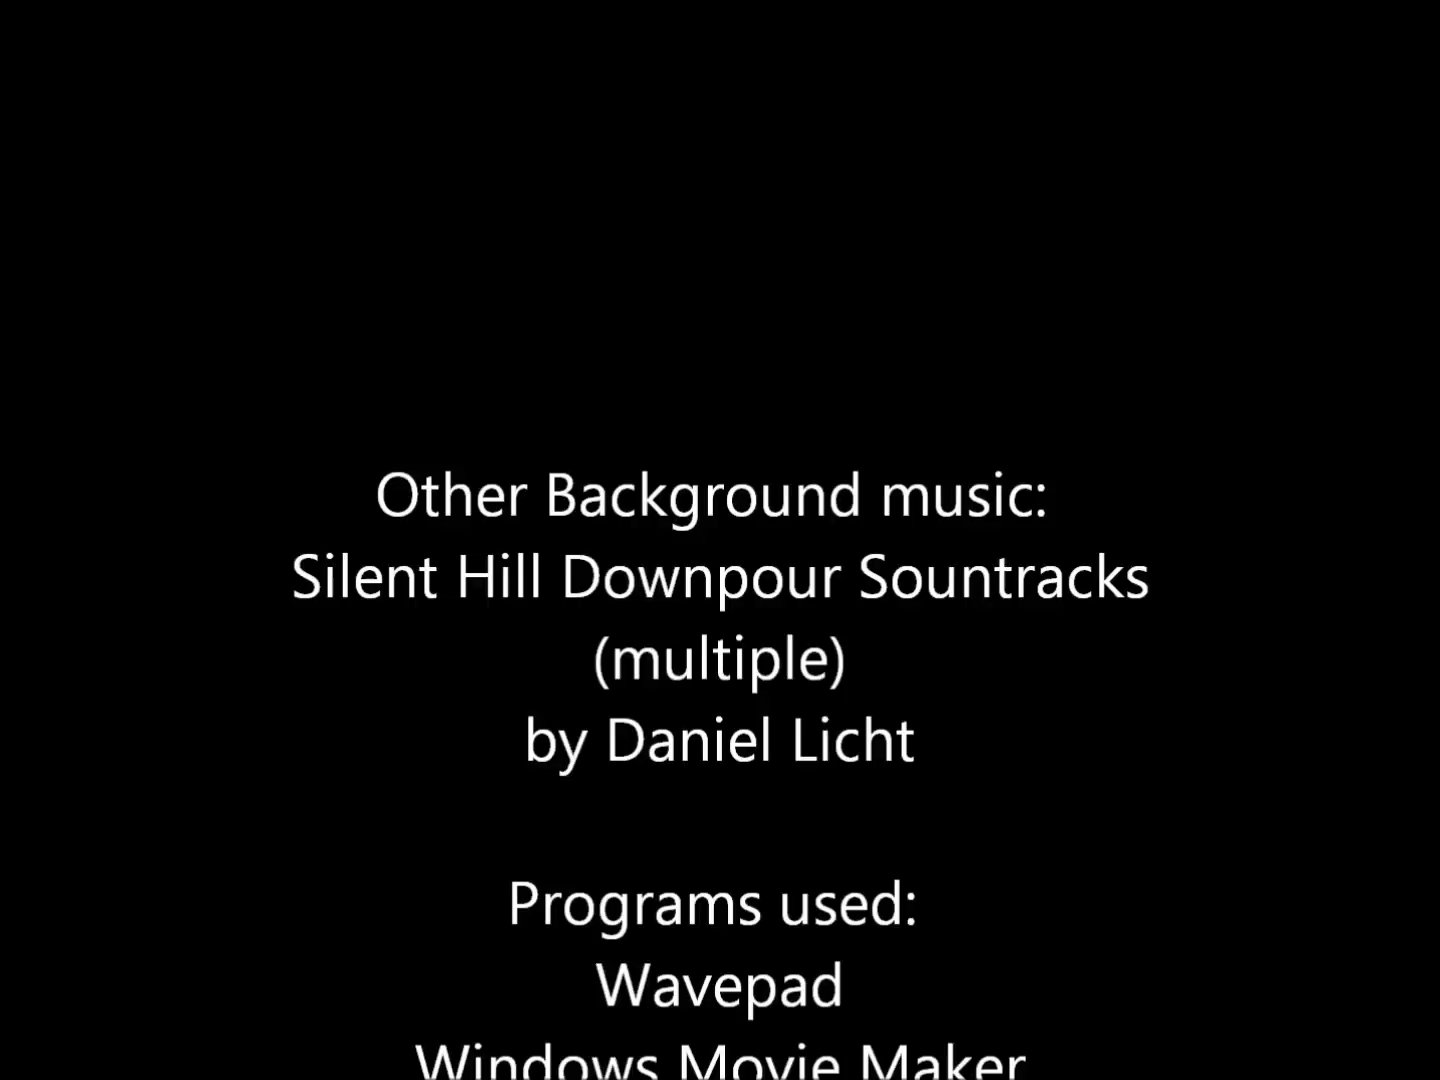 Other Background music:
Silent Hill Downpour Sountracks
(multiple)
by Daniel Licht
Programs used:
Wavepad
Windows Movie Maker